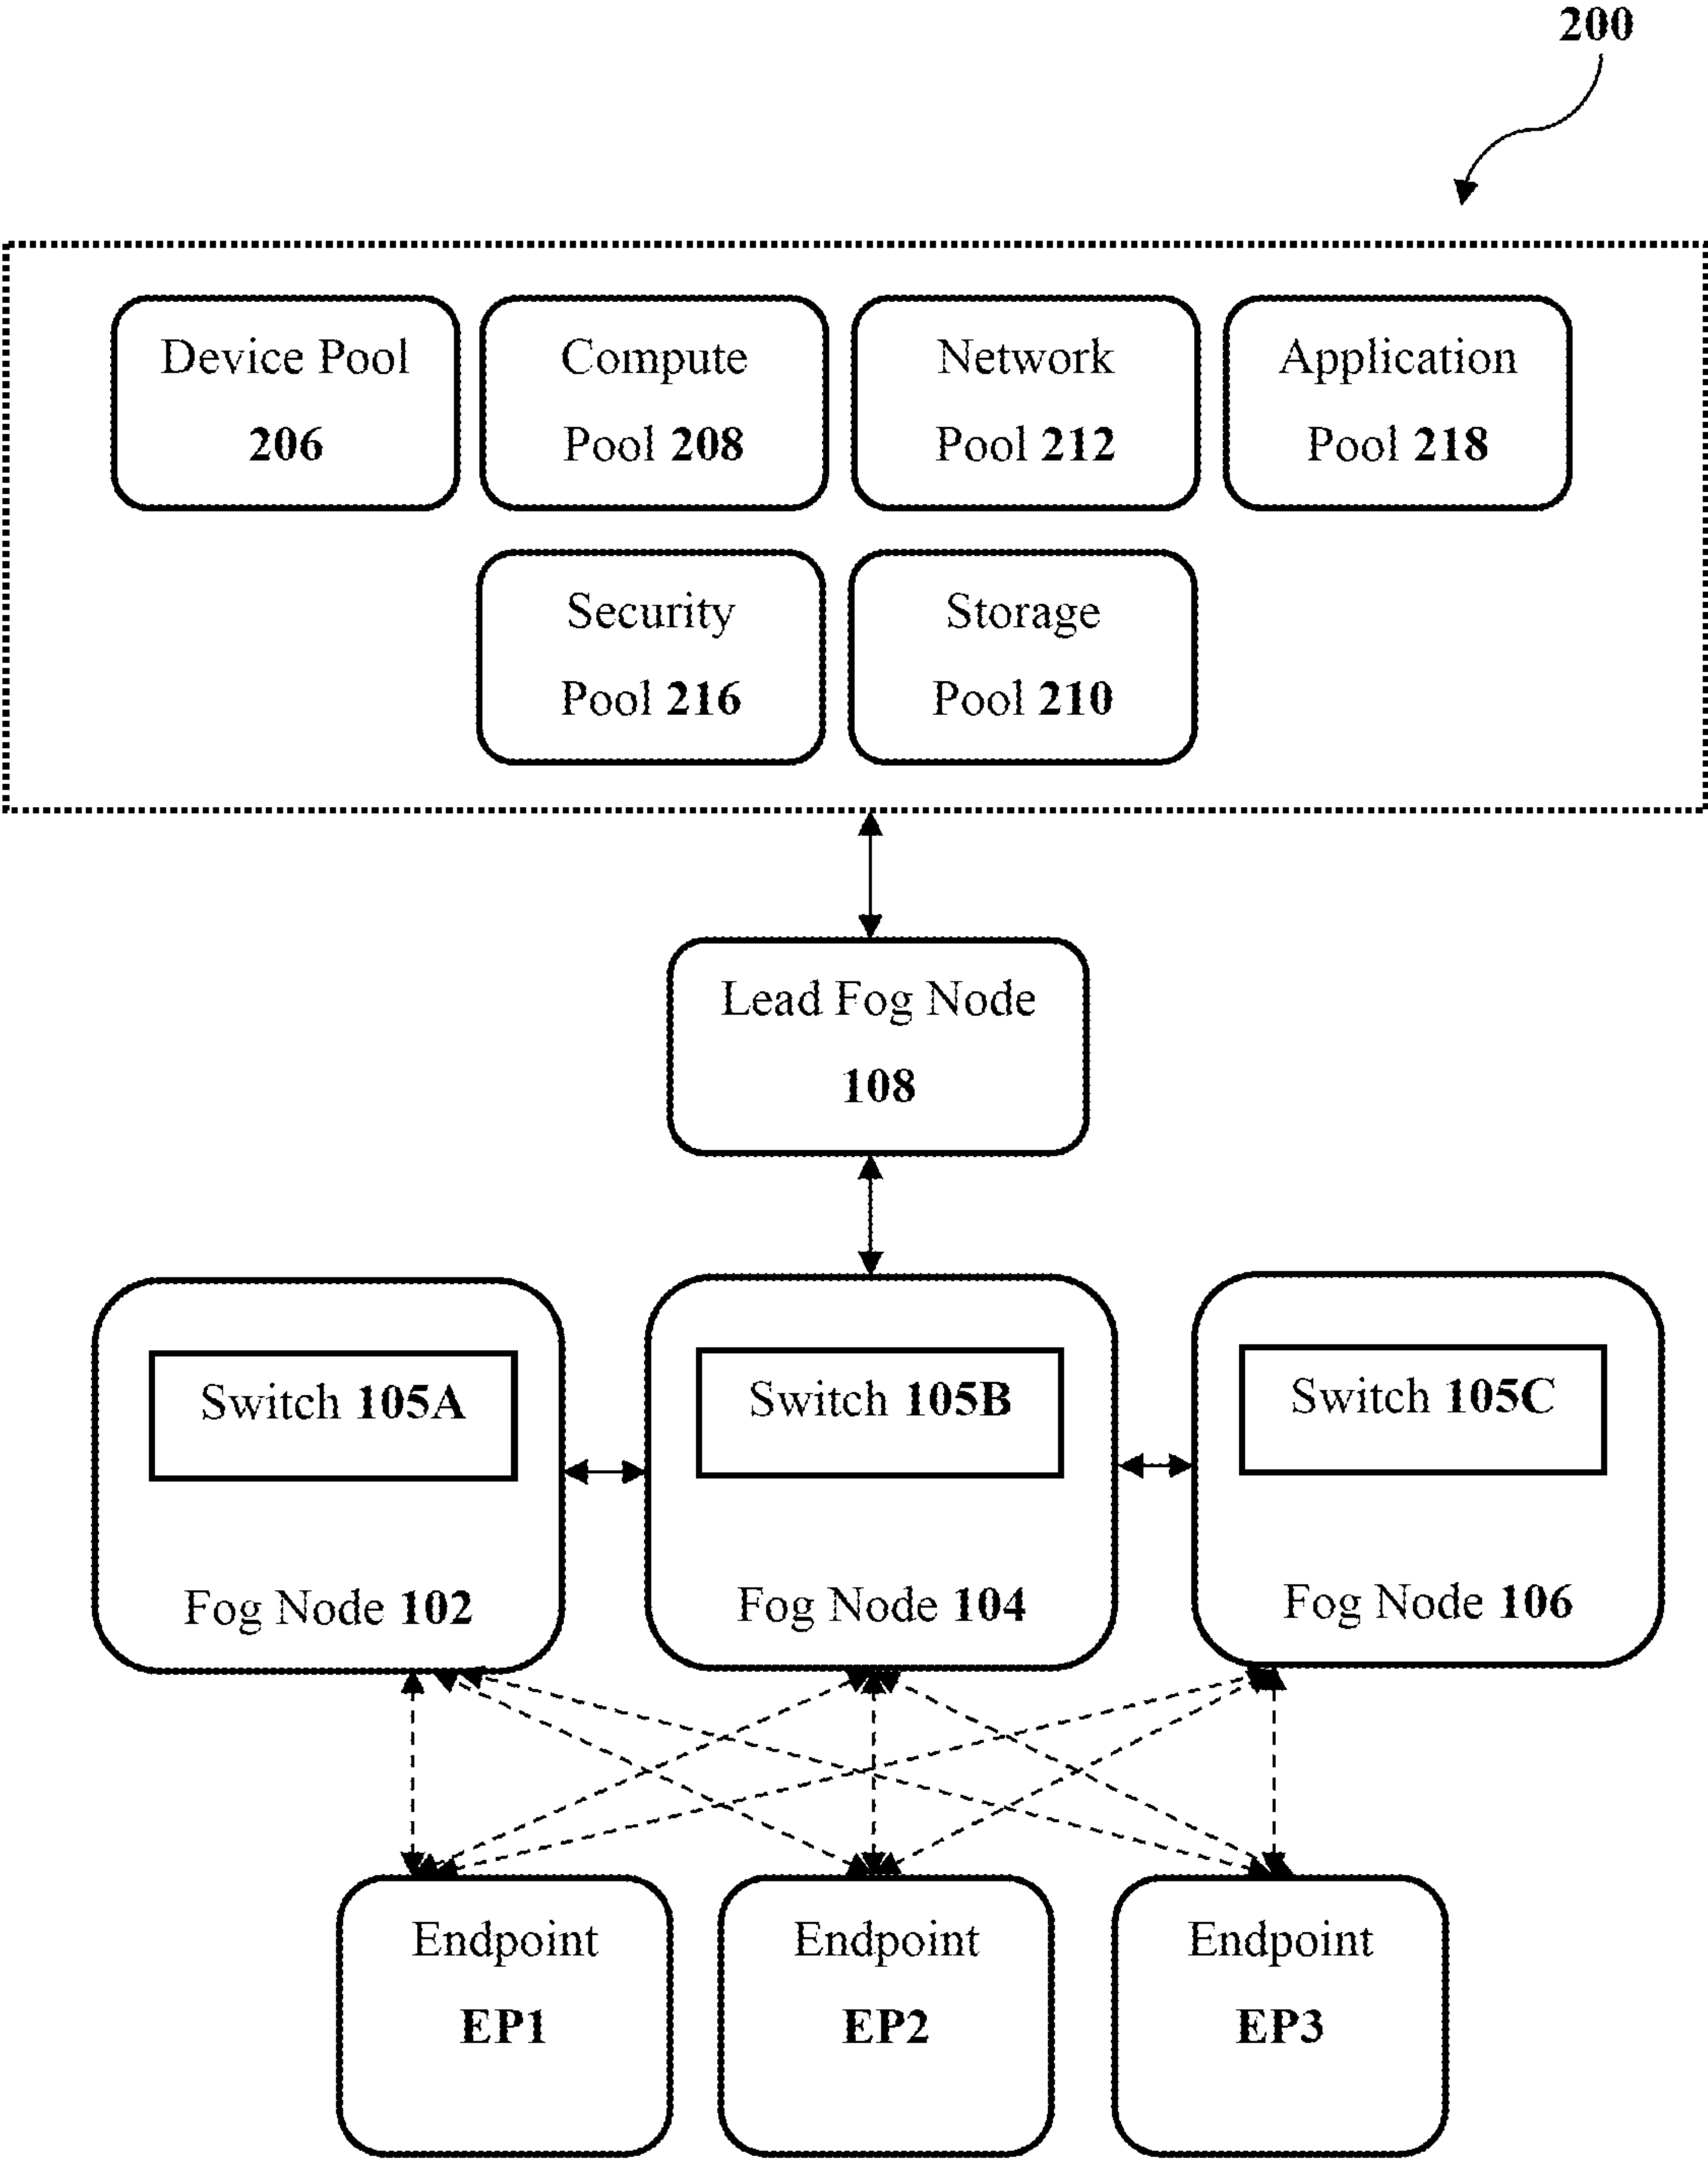 200
Device Pool
206
Compute
Pool 208
Network
Pool 212
Application
Pool 218
Security
Pool 216
Storage
Pool 210
Lead Fog Node
108
Switch 105A
Fog Node 102
Switch 105B
Fog Node 104
Switch 105C
Fog Node 106
Endpoint
EP1
Endpoint
EP2
Endpoint
EP3